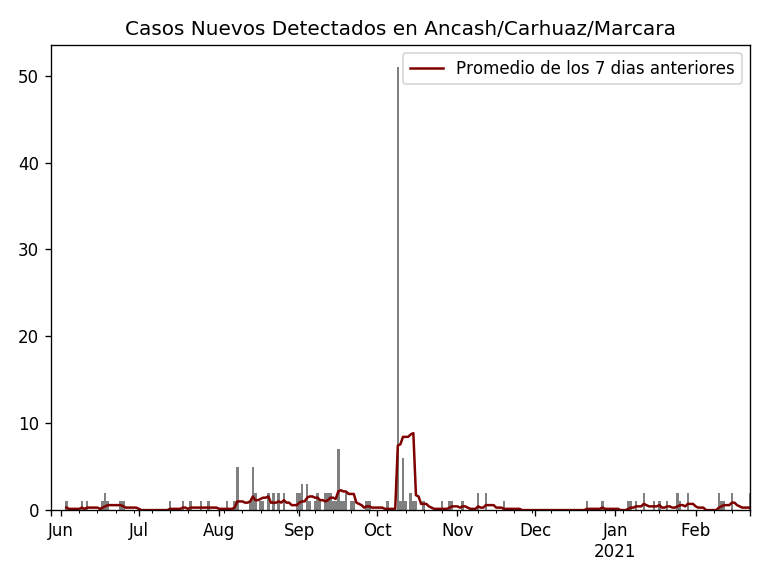 Casos Nuevos Detectados en Ancash/Carhuaz/Marcara
Promedio de los 7 dias anteriores
50
40
30
20
10
0
Jun Jul Aug Sep Oct Nov Dec Jan Feb
2021